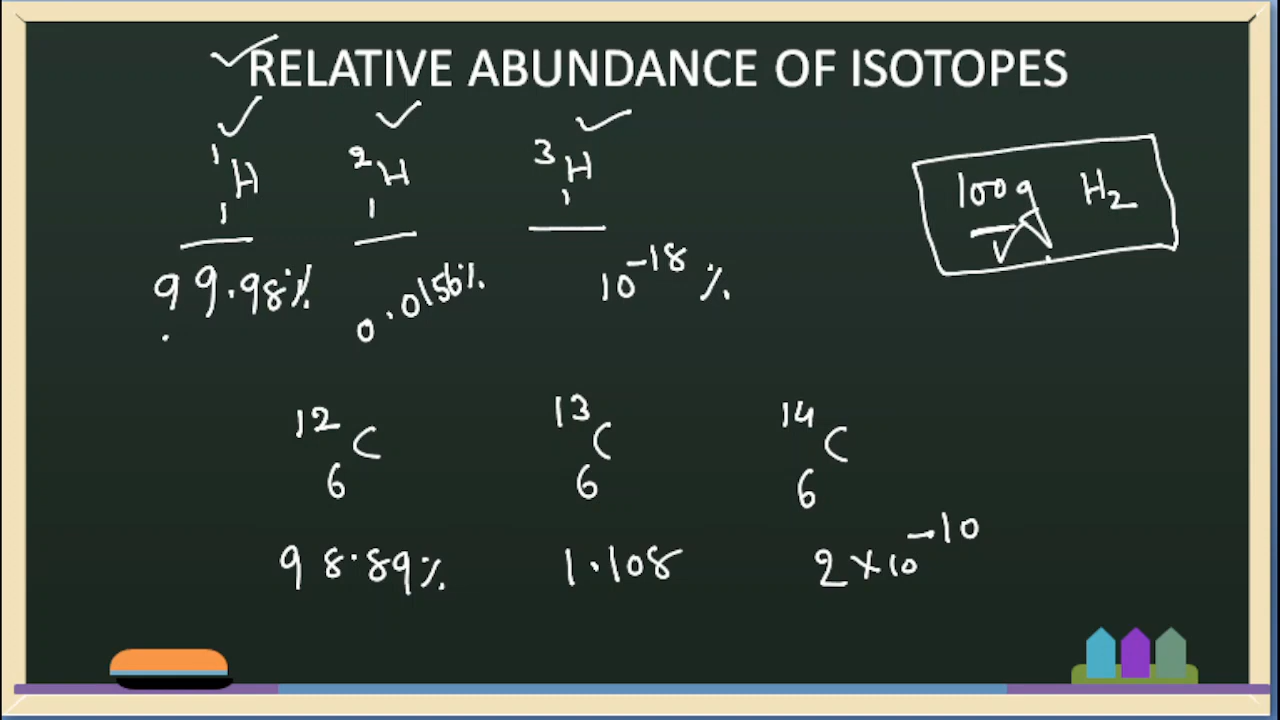 RELATIVE ABUNDANCE OF ISOTOPES
¹₁H ²₁H ³₁H
100g H₂
99.98% 0.0156% 10⁻¹⁸ %
¹²₆C ¹³₆C ¹⁴₆C
98.89% 1.108 2×10⁻¹⁰